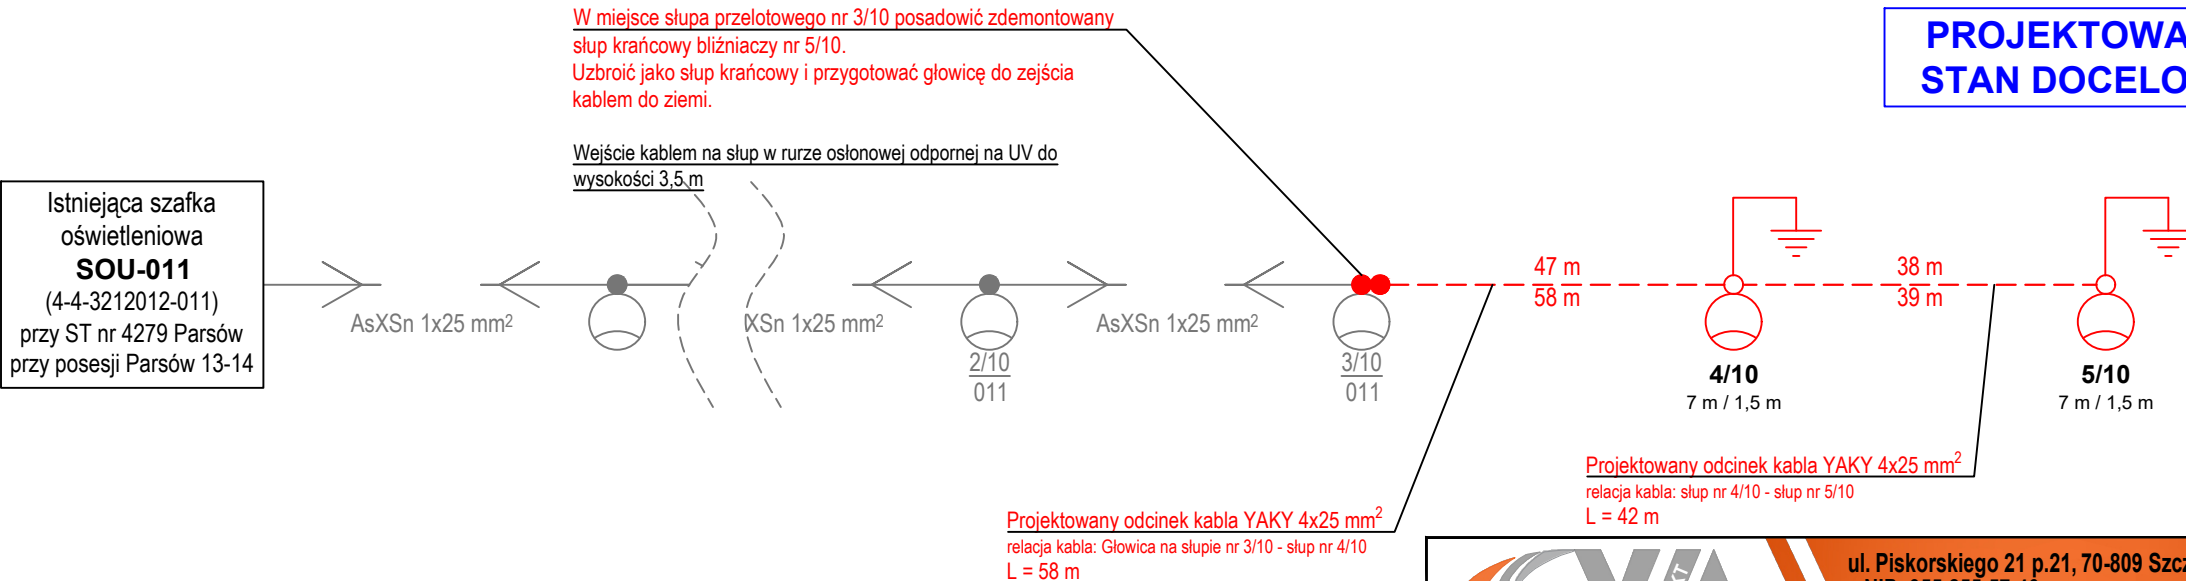 W miejsce słupa przelotowego nr 3/10 posadowić zdemontowany
słup krańcowy bliźniaczy nr 5/10.
Uzbroić jako słup krańcowy i przygotować głowicę do zejścia
kablem do ziemi.
PROJEKTOWA
STAN DOCELO
Wejście kablem na słup w rurze osłonowej odpornej na UV do
wysokości 3,5 m
Istniejąca szafka
oświetleniowa
SOU-011
(4-4-3212012-011)
przy ST nr 4279 Parsów
przy posesji Parsów 13-14
AsXSn 1x25 mm²
XSn 1x25 mm²
AsXSn 1x25 mm²
2/10
011
3/10
011
47 m
58 m
38 m
39 m
4/10
7 m / 1,5 m
5/10
7 m / 1,5 m
Projektowany odcinek kabla YAKY 4x25 mm²
relacja kabla: słup nr 4/10 - słup nr 5/10
L = 42 m
Projektowany odcinek kabla YAKY 4x25 mm²
relacja kabla: Głowica na słupie nr 3/10 - słup nr 4/10
L = 58 m
ul. Piskorskiego 21 p.21, 70-809 Szcz